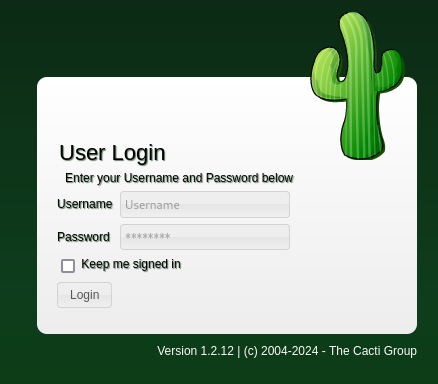 User Login
Enter your Username and Password below
Username Username
Password ********
Keep me signed in
Login
Version 1.2.12 | (c) 2004-2024 - The Cacti Group